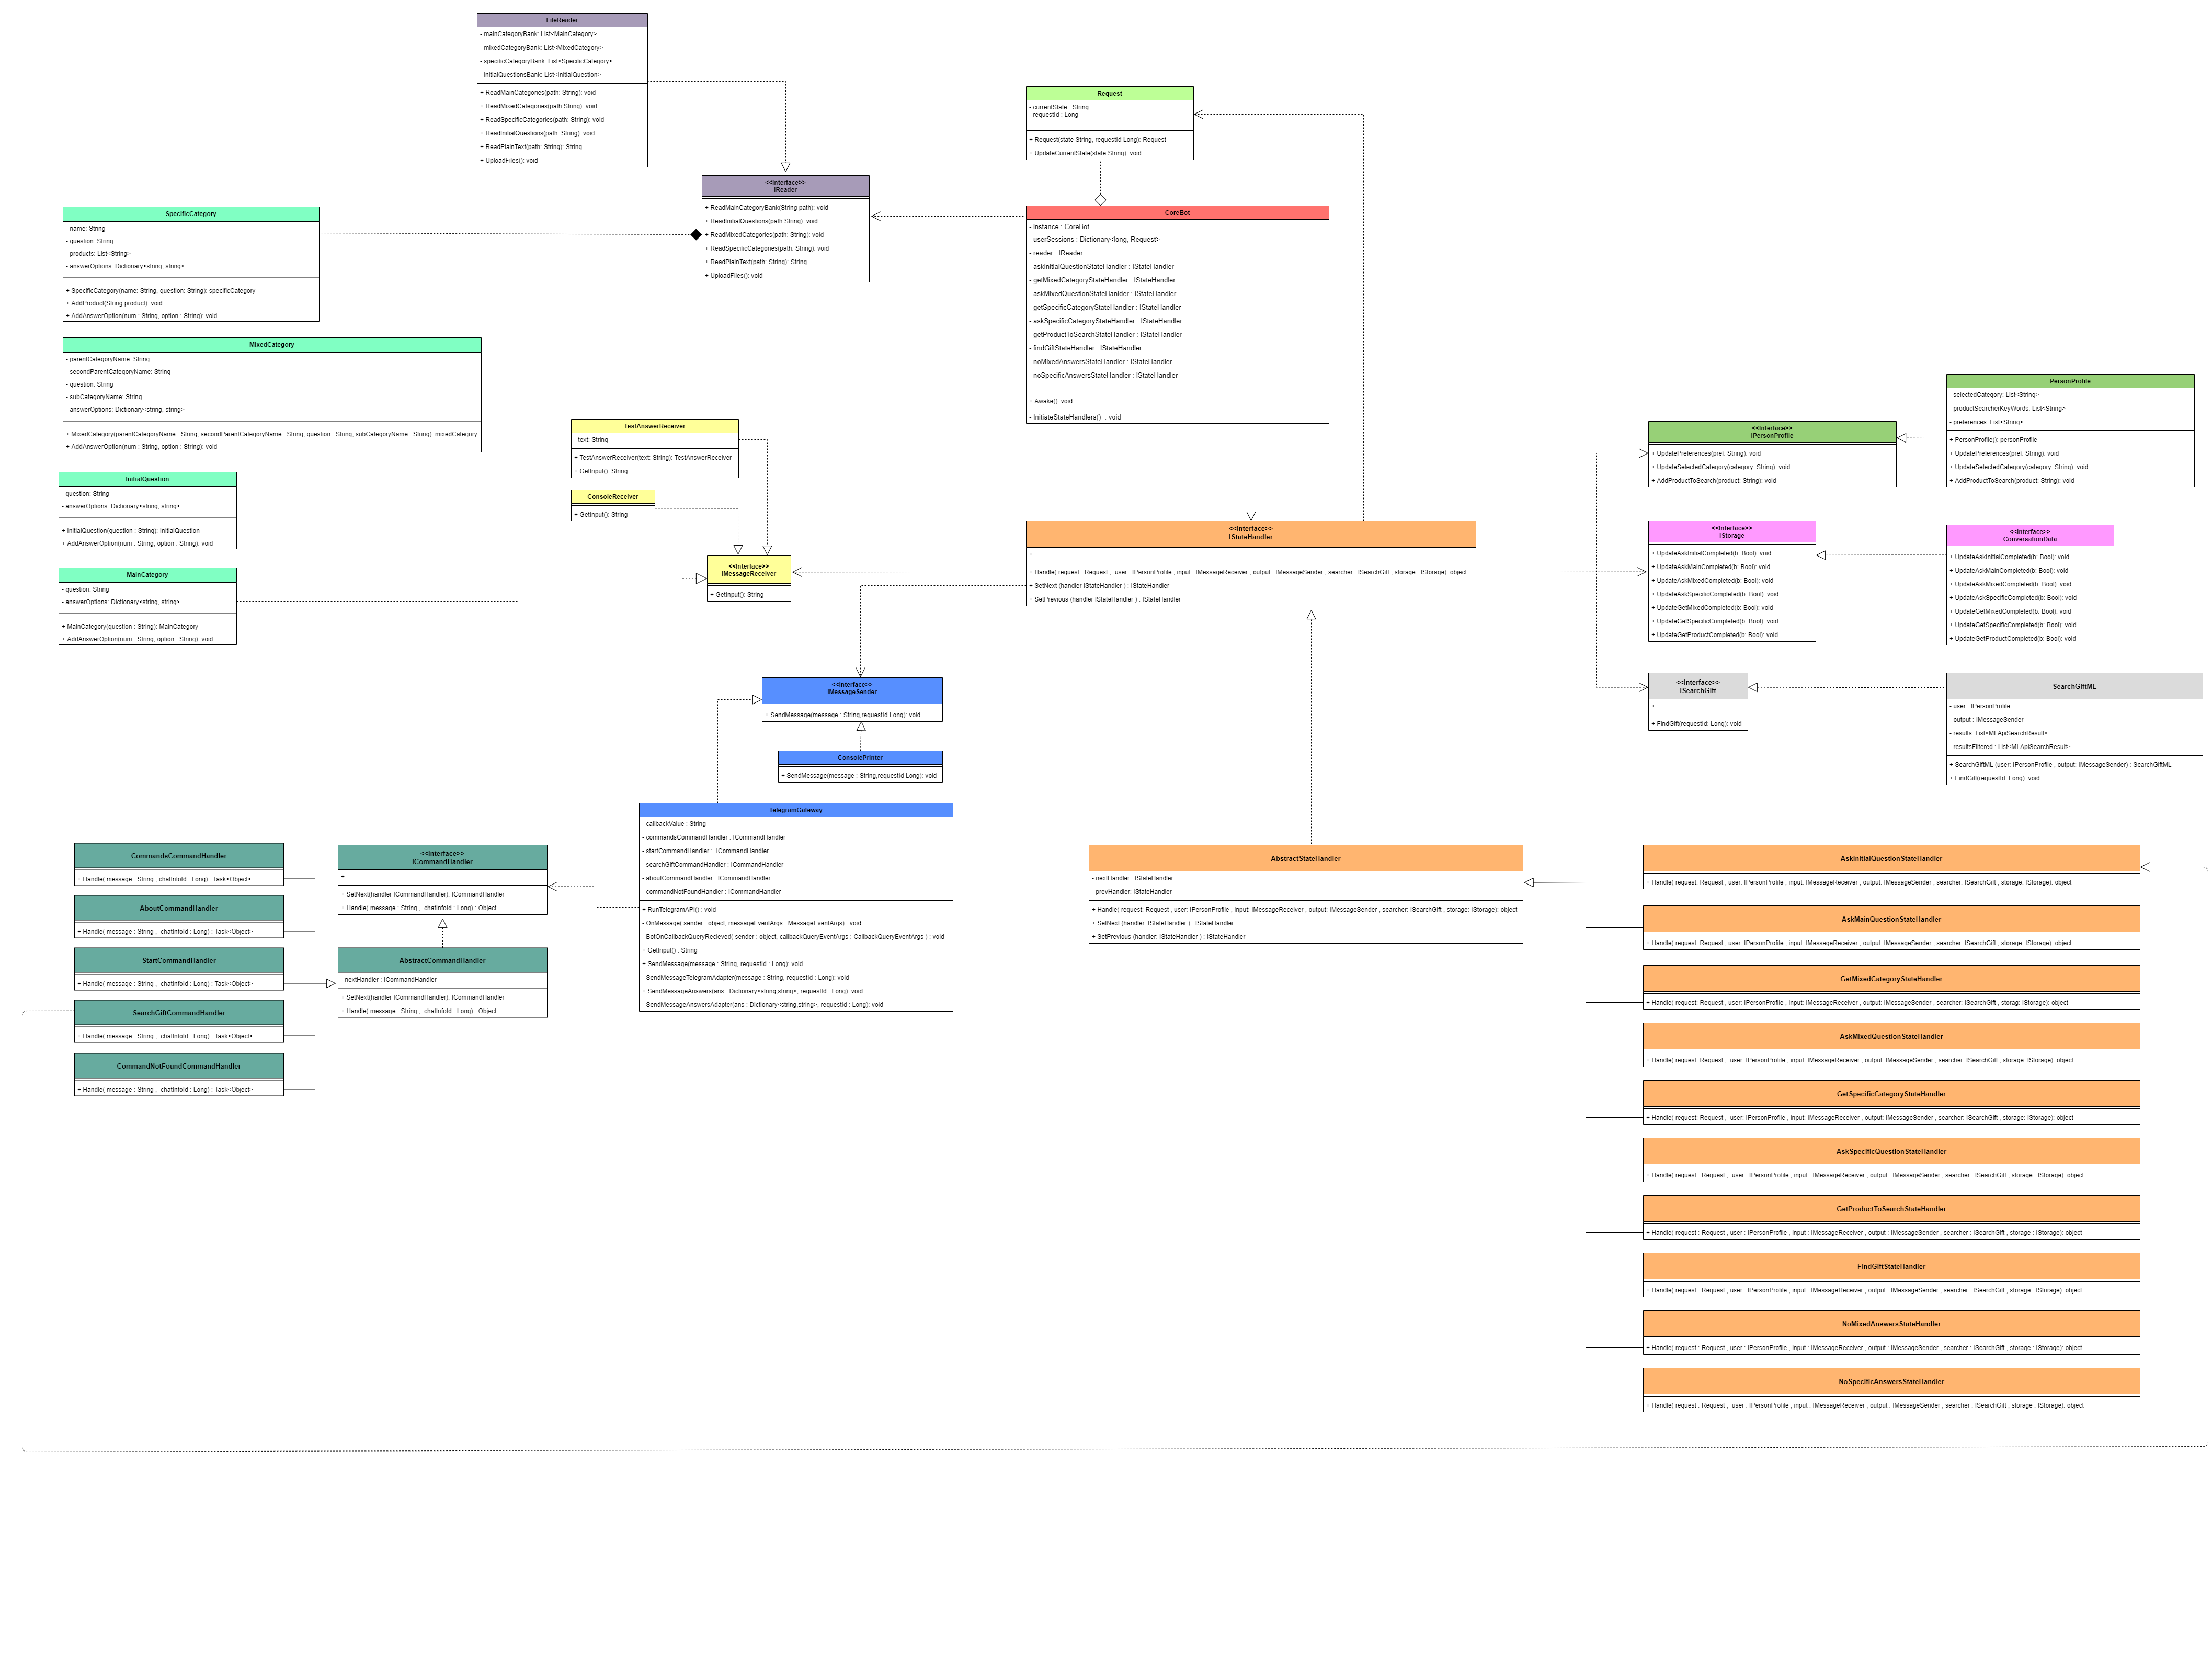 FileReader
- mainCategoryBank: List<MainCategory>
- mixedCategoryBank: List<MixedCategory>
- specificCategoryBank: List<SpecificCategory>
- initialQuestionsBank: List<InitialQuestion>
+ ReadMainCategories(path: String): void
+ ReadMixedCategories(path:String): void
+ ReadSpecificCategories(path: String): void
+ ReadInitialQuestions(path: String): void
+ ReadPlainText(path: String): String
+ UploadFiles(): void
<<Interface>>
IReader
+ ReadMainCategoryBank(String path): void
+ ReadInitialQuestions(path:String): void
+ ReadMixedCategories(path: String): void
+ ReadSpecificCategories(path: String): void
+ ReadPlainText(path: String): String
+ UploadFiles(): void
Request
- currentState : String
- requestId : Long
+ Request(state String, requestId Long): Request
+ UpdateCurrentState(state String): void
CoreBot
- instance : CoreBot
- userSessions : Dictionary<long, Request>
- reader : IReader
- askInitialQuestionStateHandler : IStateHandler
- getMixedCategoryStateHandler : IStateHandler
- askMixedQuestionStateHanlder : IStateHandler
- getSpecificCategoryStateHandler : IStateHandler
- askSpecificCategoryStateHandler : IStateHandler
- getProductToSearchStateHandler : IStateHandler
- findGiftStateHandler : IStateHandler
- noMixedAnswersStateHandler : IStateHandler
- noSpecificAnswersStateHandler : IStateHandler
+ Awake(): void
- InitiateStateHandlers() : void
SpecificCategory
- name: String
- question: String
- products: List<String>
- answerOptions: Dictionary<string, string>
+ SpecificCategory(name: String, question: String): specificCategory
+ AddProduct(String product): void
+ AddAnswerOption(num : String, option : String): void
MixedCategory
- parentCategoryName: String
- secondParentCategoryName: String
- question: String
- subCategoryName: String
- answerOptions: Dictionary<string, string>
+ MixedCategory(parentCategoryName : String, secondParentCategoryName : String, question : String, subCategoryName : String): mixedCategory
+ AddAnswerOption(num : String, option : String): void
InitialQuestion
- question: String
- answerOptions: Dictionary<string, string>
+ InitialQuestion(question : String): InitialQuestion
+ AddAnswerOption(num : String, option : String): void
MainCategory
- question: String
- answerOptions: Dictionary<string, string>
+ MainCategory(question : String): MainCategory
+ AddAnswerOption(num : String, option : String): void
TestAnswerReceiver
- text: String
+ TestAnswerReceiver(text: String): TestAnswerReceiver
+ GetInput(): String
ConsoleReceiver
+ GetInput(): String
<<Interface>>
IMessageReceiver
+ GetInput(): String
<<Interface>>
IStateHandler
+
+ Handle( request : Request , user : IPersonProfile , input : IMessageReceiver , output : IMessageSender , searcher : ISearchGift , storage : IStorage): object
+ SetNext (handler IStateHandler ) : IStateHandler
+ SetPrevious (handler IStateHandler ) : IStateHandler
<<Interface>>
IPersonProfile
+ UpdatePreferences(pref: String): void
+ UpdateSelectedCategory(category: String): void
+ AddProductToSearch(product: String): void
PersonProfile
- selectedCategory: List<String>
- productSearcherKeyWords: List<String>
- preferences: List<String>
+ PersonProfile(): personProfile
+ UpdatePreferences(pref: String): void
+ UpdateSelectedCategory(category: String): void
+ AddProductToSearch(product: String): void
<<Interface>>
IStorage
+ UpdateAskInitialCompleted(b: Bool): void
+ UpdateAskMainCompleted(b: Bool): void
+ UpdateAskMixedCompleted(b: Bool): void
+ UpdateAskSpecificCompleted(b: Bool): void
+ UpdateGetMixedCompleted(b: Bool): void
+ UpdateGetSpecificCompleted(b: Bool): void
+ UpdateGetProductCompleted(b: Bool): void
<<Interface>>
ConversationData
+ UpdateAskInitialCompleted(b: Bool): void
+ UpdateAskMainCompleted(b: Bool): void
+ UpdateAskMixedCompleted(b: Bool): void
+ UpdateAskSpecificCompleted(b: Bool): void
+ UpdateGetMixedCompleted(b: Bool): void
+ UpdateGetSpecificCompleted(b: Bool): void
+ UpdateGetProductCompleted(b: Bool): void
<<Interface>>
ISearchGift
+
+ FindGiff(requestId: Long): void
SearchGiftML
- user : IPersonProfile
- output : IMessageSender
- results: List<MLApiSearchResult>
- resultsFiltered : List<MLApiSearchResult>
+ SearchGiftML (user: IPersonProfile , output: IMessageSender) : SearchGiftML
+ FindGif(requestId: Long): void
<<Interface>>
IMessageSender
+ SendMessage(message : String,requestId Long): void
ConsolePrinter
+ SendMessage(message : String,requestId Long): void
TelegramGateway
- callbackValue : String
- commandsCommandHandler : ICommandHandler
- startCommandHandler : ICommandHandler
- searchGiftCommandHandler : ICommandHandler
- aboutCommandHandler : ICommandHandler
- commandNotFoundHandler : ICommandHandler
+ RunTelegramAPI() : void
- OnMessage( sender : object, messageEventArgs : MessageEventArgs) : void
- BotOnCallbackQueryRecieved( sender : object, callbackQueryEventArgs : CallbackQueryEventArgs ) : void
+ GetInput() : String
+ SendMessage(message : String, requestId : Long): void
- SendMessageTelegramAdapter(message : String, requestId : Long): void
+ SendMessageAnswers(ans : Dictionary<string,string>, requestId : Long): void
- SendMessageAnswersAdapter(ans : Dictionary<string,string>, requestId : Long): void
CommandsCommandHandler
+ Handle( message : String , chatInfoId : Long) : Task<Object>
AboutCommandHandler
+ Handle( message : String , chatInfoId : Long) : Task<Object>
StartCommandHandler
+ Handle( message : String , chatInfoId : Long) : Task<Object>
SearchGiftCommandHandler
+ Handle( message : String , chatInfoId : Long) : Task<Object>
CommandNotFoundCommandHandler
+ Handle( message : String , chatInfoId : Long) : Task<Object>
<<Interface>>
ICommandHandler
+
+ SetNext(handler ICommandHandler): ICommandHandler
+ Handle( message : String , chatInfoId : Long) : Object
AbstractCommandHandler
- nextHandler : ICommandHandler
+ SetNext(handler ICommandHandler): ICommandHandler
+ Handle( message : String , chatInfoId : Long) : Object
AbstractStateHandler
- nextHandler : IStateHandler
- prevHandler: IStateHandler
+ Handle( request: Request , user: IPersonProfile , input: IMessageReceiver , output: IMessageSender , searcher: ISearchGift , storage: IStorage): object
+ SetNext (handler: IStateHandler ) : IStateHandler
+ SetPrevious (handler: IStateHandler ) : IStateHandler
AskInitialQuestionStateHandler
+ Handle( request: Request , user: IPersonProfile , input: IMessageReceiver , output: IMessageSender , searcher: ISearchGift , storage: IStorage): object
AskMainQuestionStateHandler
+ Handle( request: Request , user: IPersonProfile , input: IMessageReceiver , output: IMessageSender , searcher: ISearchGift , storage: IStorage): object
GetMixedCategoryStateHandler
+ Handle( request: Request , user: IPersonProfile , input: IMessageReceiver , output: IMessageSender , searcher: ISearchGift , storag: IStorage): object
AskMixedQuestionStateHandler
+ Handle( request: Request , user: IPersonProfile , input: IMessageReceiver , output: IMessageSender , searcher: ISearchGift , storage: IStorage): object
GetSpecificCategoryStateHandler
+ Handle( request: Request , user: IPersonProfile , input: IMessageReceiver , output: IMessageSender , searcher: ISearchGift , storage: IStorage): object
AskSpecificQuestionStateHandler
+ Handle( request : Request , user : IPersonProfile , input : IMessageReceiver , output : IMessageSender , searcher : ISearchGift , storage : IStorage): object
GetProductToSearchStateHandler
+ Handle( request : Request , user : IPersonProfile , input : IMessageReceiver , output : IMessageSender , searcher : ISearchGift , storage : IStorage): object
FindGiftStateHandler
+ Handle( request : Request , user : IPersonProfile , input : IMessageReceiver , output : IMessageSender , searcher : ISearchGift , storage : IStorage): object
NoMixedAnswersStateHandler
+ Handle( request : Request , user : IPersonProfile , input : IMessageReceiver , output : IMessageSender , searcher : ISearchGift , storage : IStorage): object
NoSpecificAnswersStateHandler
+ Handle( request : Request , user : IPersonProfile , input : IMessageReceiver , output : IMessageSender , searcher : ISearchGift , storage : IStorage): object